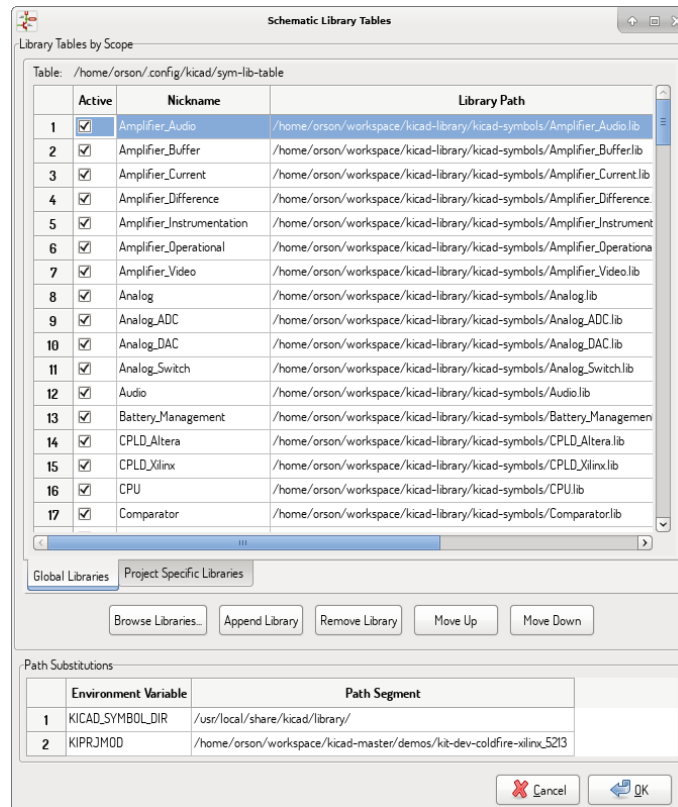 Schematic Library Tables
Library Tables by Scope
Table: /home/orson/.config/kicad/sym-lib-table
Active Nickname Library Path
1 Amplifier_Audio /home/orson/workspace/kicad-library/kicad-symbols/Amplifier_Audio.lib
2 Amplifier_Buffer /home/orson/workspace/kicad-library/kicad-symbols/Amplifier_Buffer.lib
3 Amplifier_Current /home/orson/workspace/kicad-library/kicad-symbols/Amplifier_Current.lib
4 Amplifier_Difference /home/orson/workspace/kicad-library/kicad-symbols/Amplifier_Difference.
5 Amplifier_Instrumentation /home/orson/workspace/kicad-library/kicad-symbols/Amplifier_Instrument
6 Amplifier_Operational /home/orson/workspace/kicad-library/kicad-symbols/Amplifier_Operationa
7 Amplifier_Video /home/orson/workspace/kicad-library/kicad-symbols/Amplifier_Video.lib
8 Analog /home/orson/workspace/kicad-library/kicad-symbols/Analog.lib
9 Analog_ADC /home/orson/workspace/kicad-library/kicad-symbols/Analog_ADC.lib
10 Analog_DAC /home/orson/workspace/kicad-library/kicad-symbols/Analog_DAC.lib
11 Analog_Switch /home/orson/workspace/kicad-library/kicad-symbols/Analog_Switch.lib
12 Audio /home/orson/workspace/kicad-library/kicad-symbols/Audio.lib
13 Battery_Management /home/orson/workspace/kicad-library/kicad-symbols/Battery_Managemen
14 CPLD_Altera /home/orson/workspace/kicad-library/kicad-symbols/CPLD_Altera.lib
15 CPLD_Xilinx /home/orson/workspace/kicad-library/kicad-symbols/CPLD_Xilinx.lib
16 CPU /home/orson/workspace/kicad-library/kicad-symbols/CPU.lib
17 Comparator /home/orson/workspace/kicad-library/kicad-symbols/Comparator.lib
Global Libraries Project Specific Libraries
Browse Libraries... Append Library Remove Library Move Up Move Down
Path Substitutions
Environment Variable Path Segment
1 KICAD_SYMBOL_DIR /usr/local/share/kicad/library/
2 KIPRJMOD /home/orson/workspace/kicad-master/demos/kit-dev-coldfire-xilinx_5213
Cancel OK